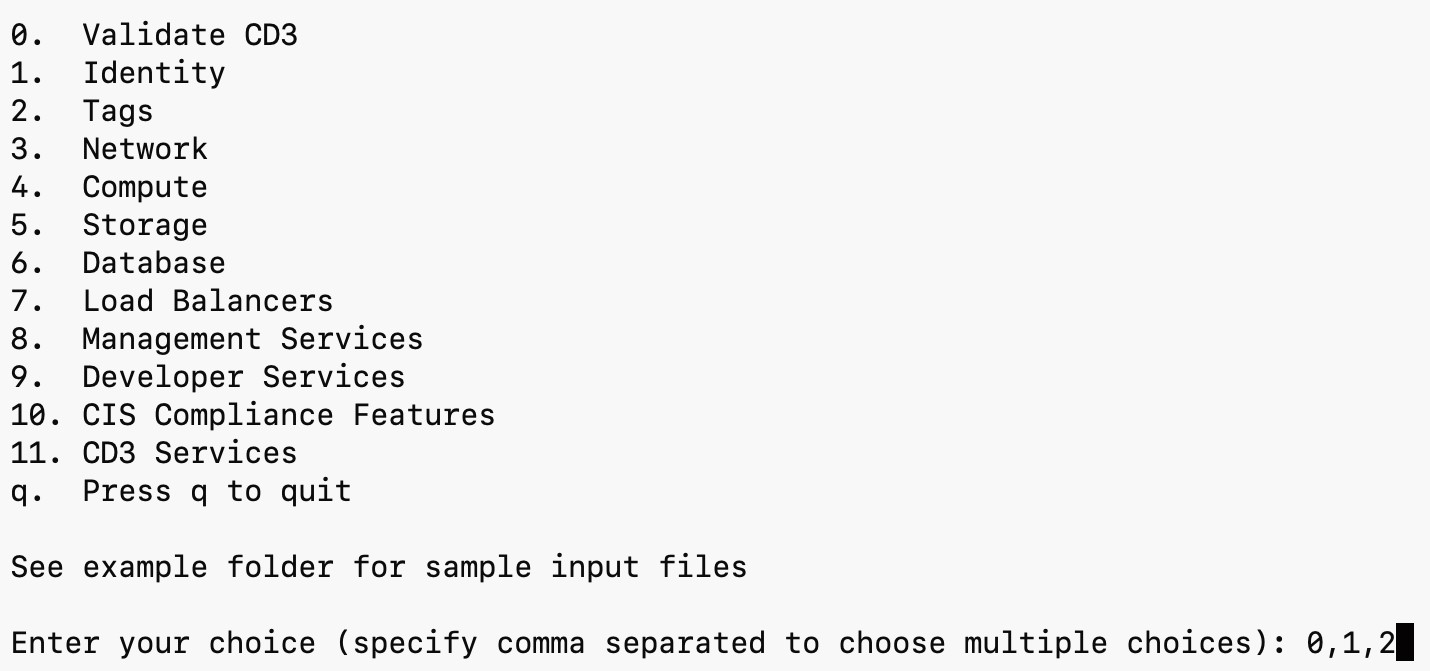 0.  Validate CD3
1.  Identity
2.  Tags
3.  Network
4.  Compute
5.  Storage
6.  Database
7.  Load Balancers
8.  Management Services
9.  Developer Services
10. CIS Compliance Features
11. CD3 Services
q.  Press q to quit
See example folder for sample input files
Enter your choice (specify comma separated to choose multiple choices): 0,1,2